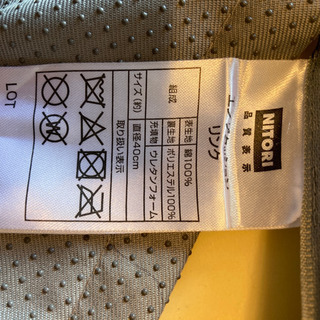 NITORI
品質表示
リンク
組成
表生地 綿100%
裏生地 ポリエステル100%
充填物 ウレタンフォーム
サイズ(約)
直径40cm
取り扱い表示
LOT